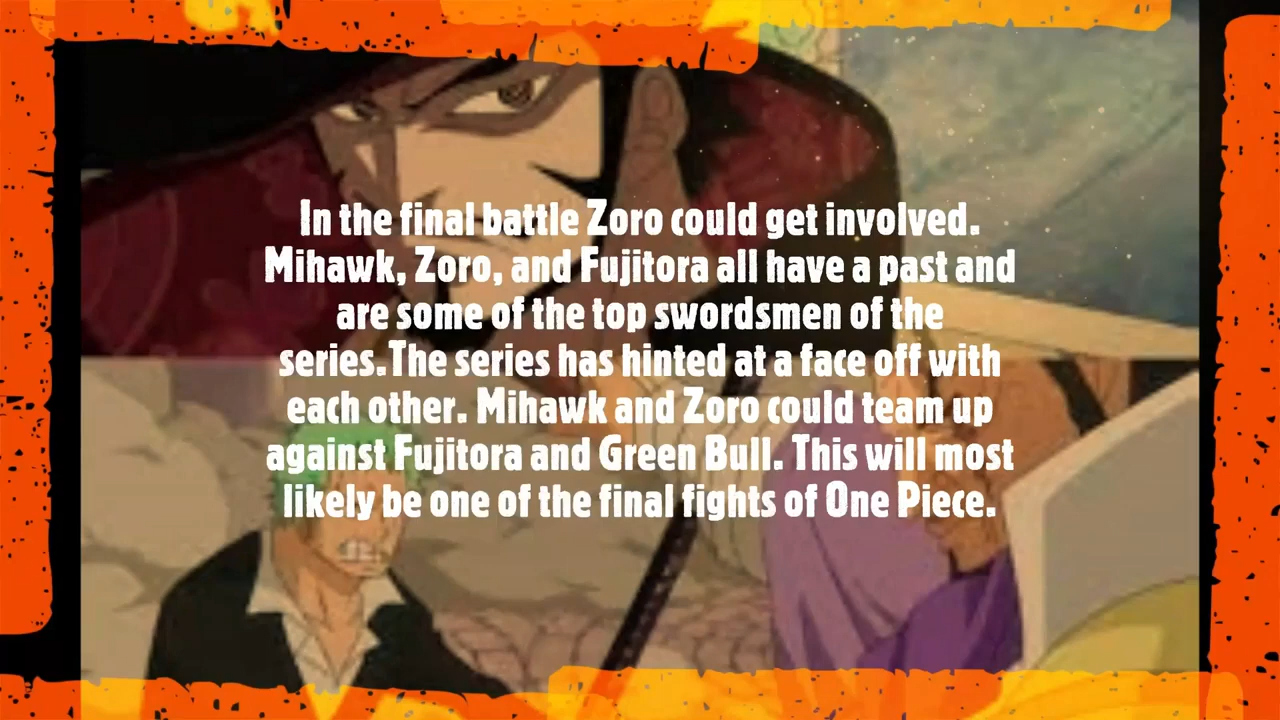 In the final battle Zoro could get involved.
Mihawk, Zoro, and Fujitora all have a past and
are some of the top swordsmen of the
series.The series has hinted at a face off with
each other. Mihawk and Zoro could team up
against Fujitora and Green Bull. This will most
likely be one of the final fights of One Piece.